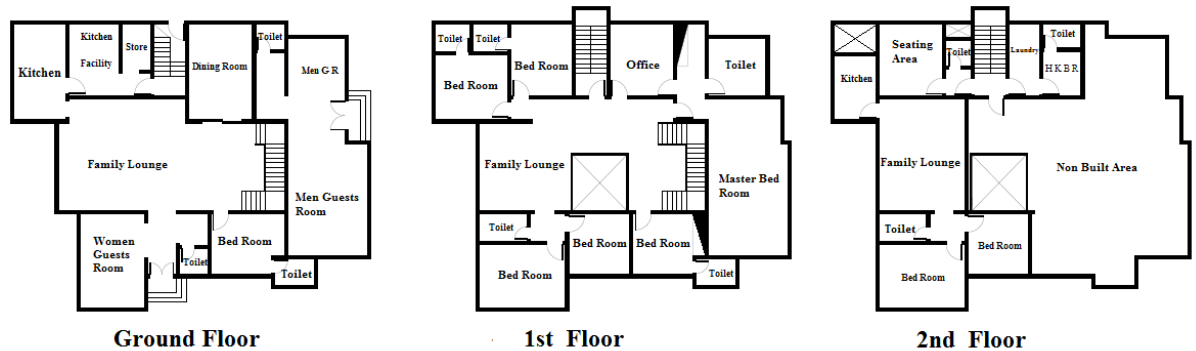 Kitchen
Kitchen
Facility
Store
Dining Room
Toilet
Men G R
Family Lounge
Men Guests
Room
Women
Guests
Room
Toilet
Bed Room
Toilet
Ground Floor
Toilet
Toilet
Bed Room
Bed Room
Office
Toilet
Family Lounge
Master Bed
Room
Toilet
Bed Room
Bed Room
Bed Room
Toilet
1st Floor
Kitchen
Seating
Area
Toilet
Laundry
Toilet
H K B R
Family Lounge
Non Built Area
Toilet
Bed Room
Bed Room
2nd Floor